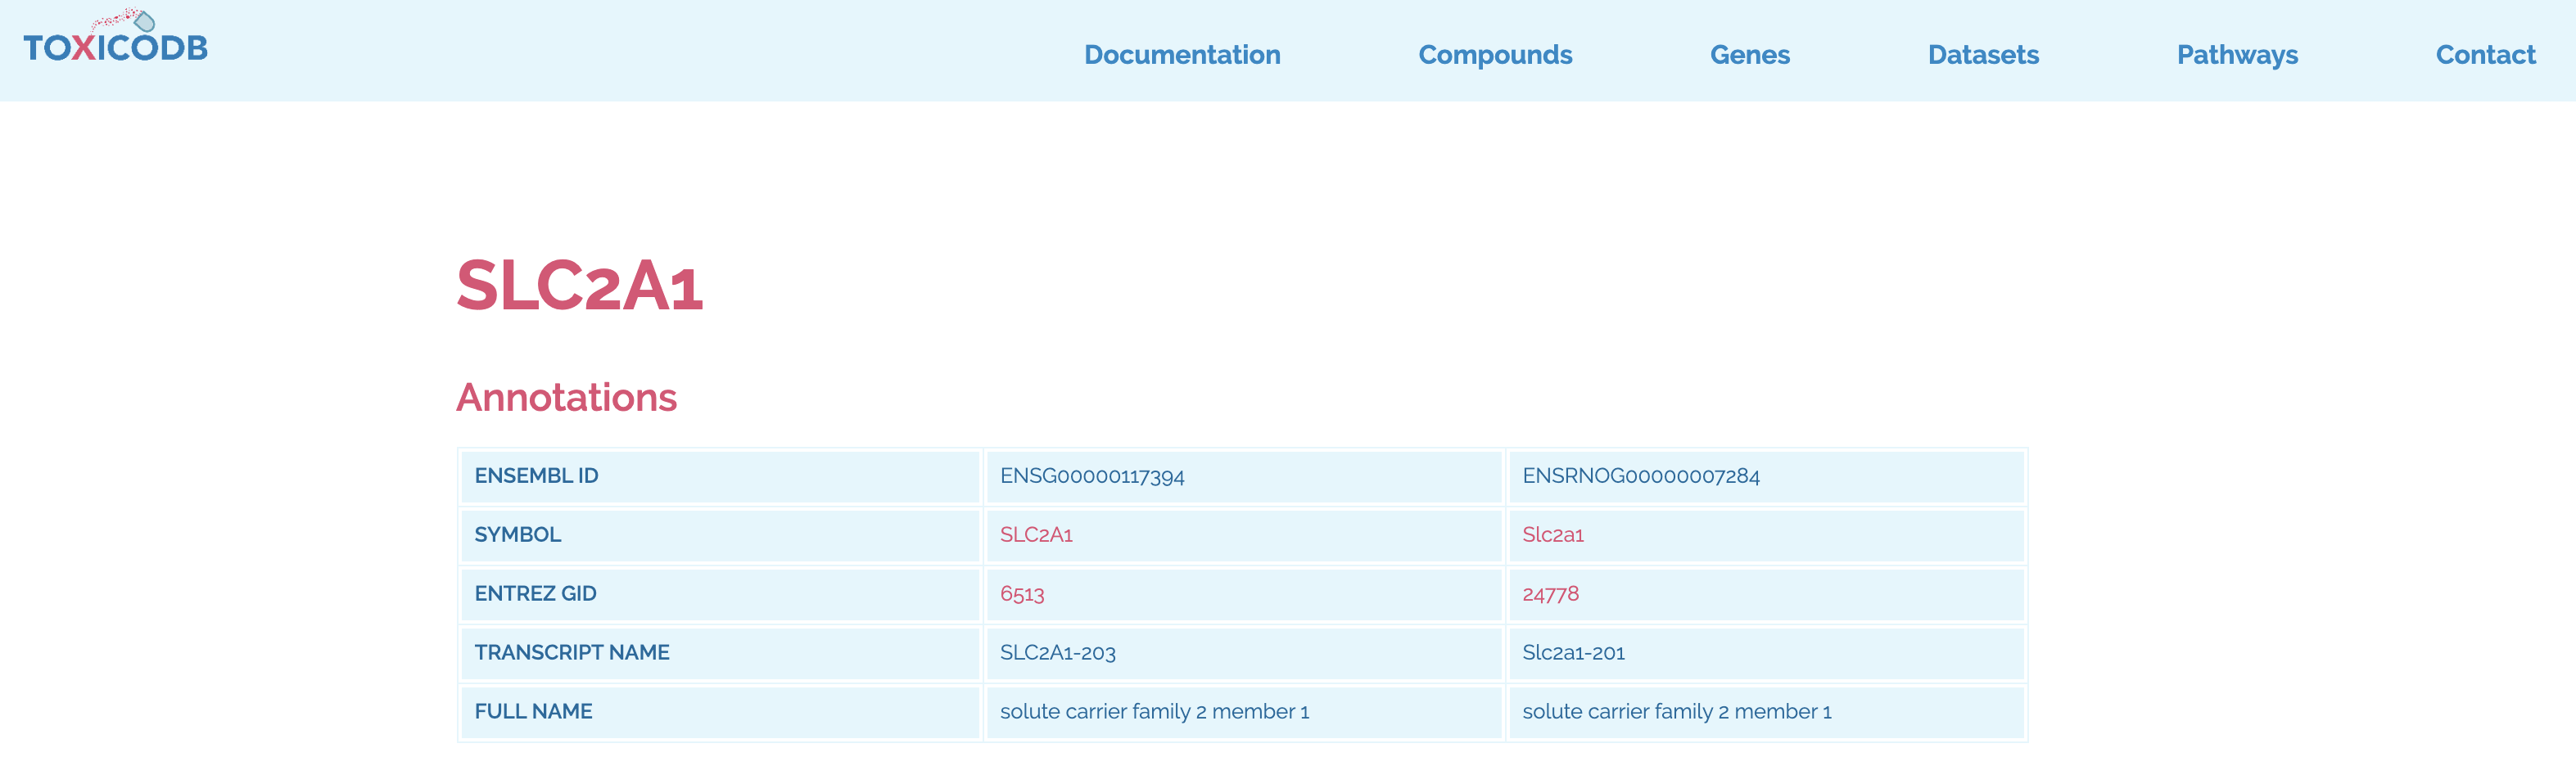 TOXICODB
Documentation Compounds Genes Datasets Pathways Contact
SLC2A1
Annotations
ENSEMBL ID ENSG00000117394 ENSRNOG00000007284
SYMBOL SLC2A1 Slc2a1
ENTREZ GID 6513 24778
TRANSCRIPT NAME SLC2A1-203 Slc2a1-201
FULL NAME solute carrier family 2 member 1 solute carrier family 2 member 1